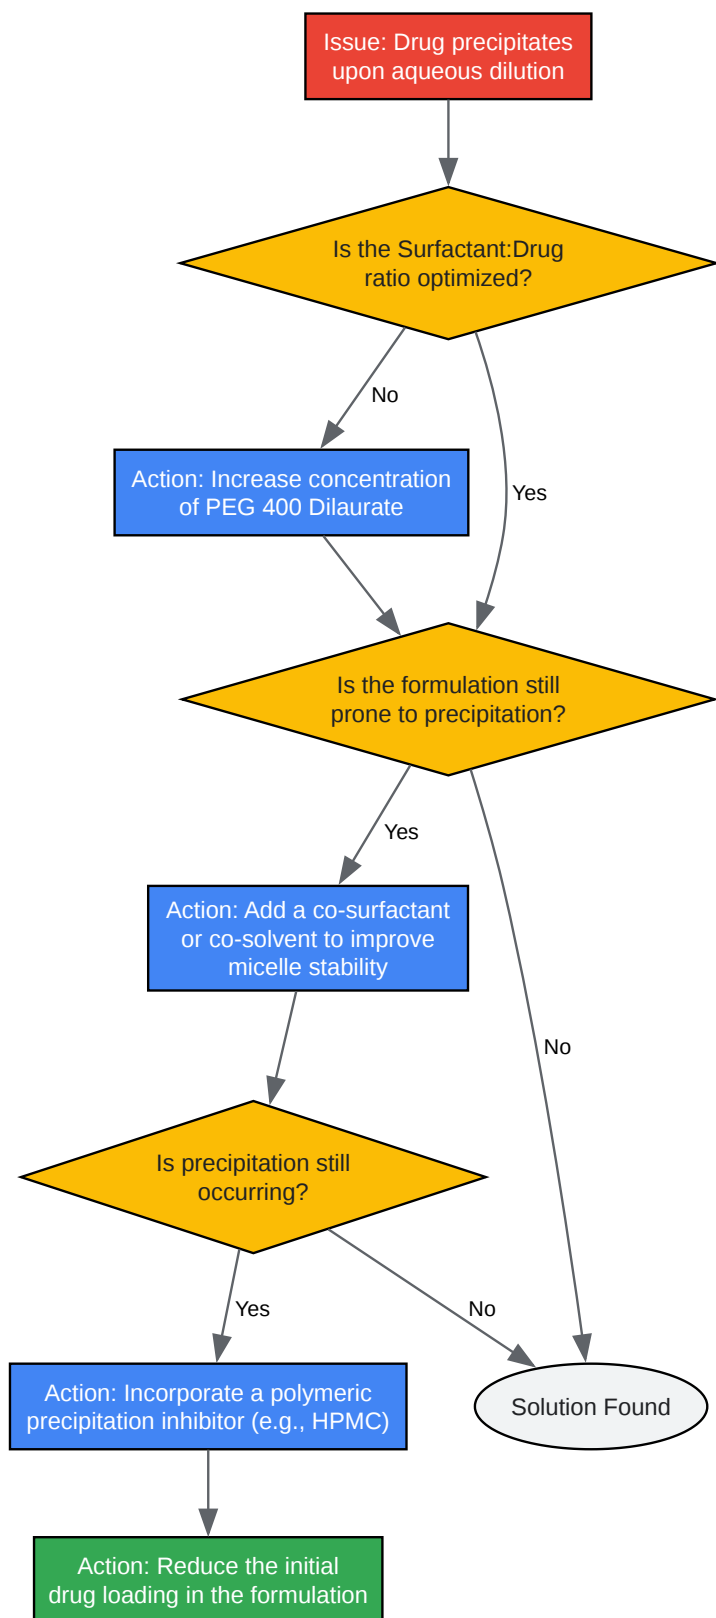 Issue: Drug precipitates
upon aqueous dilution
Is the Surfactant:Drug
ratio optimized?
No
Action: Increase concentration
of PEG 400 Dilaurate
Yes
Is the formulation still
prone to precipitation?
Yes
Action: Add a co-surfactant
or co-solvent to improve
micelle stability
No
Is precipitation still
occurring?
Yes
No
Action: Incorporate a polymeric
precipitation inhibitor (e.g., HPMC)
Solution Found
Action: Reduce the initial
drug loading in the formulation